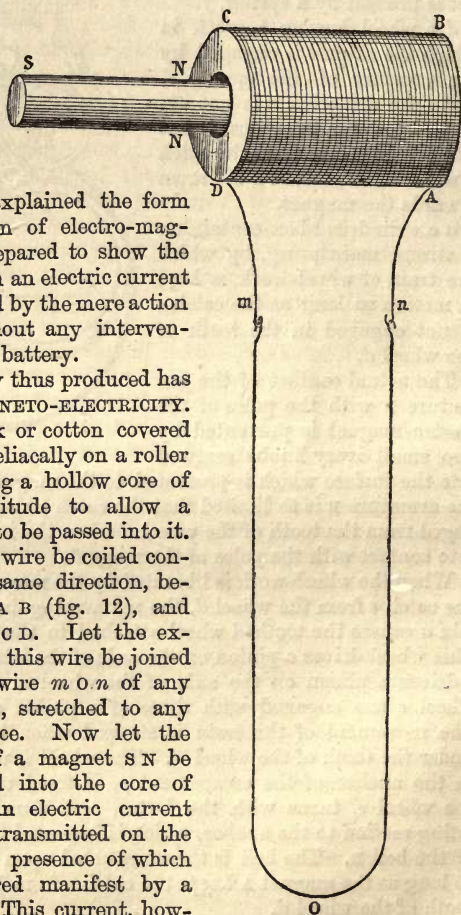 C
B
S
N
N
D
A
xplained the form
n of electro-mag-
epared to show the
n an electric current
d by the mere action
hout any interven-
battery.
y thus produced has
NETO-ELECTRICITY.
k or cotton covered
eliacally on a roller
g a hollow core of
itude to allow a
to be passed into it.
wire be coiled con-
same direction, be-
A B (fig. 12), and
C D. Let the ex-
this wire be joined
wire m O n of any
, stretched to any
ce. Now let the
f a magnet S N be
d into the core of
n electric current
transmitted on the
presence of which
red manifest by a
This current, how-
m
n
O